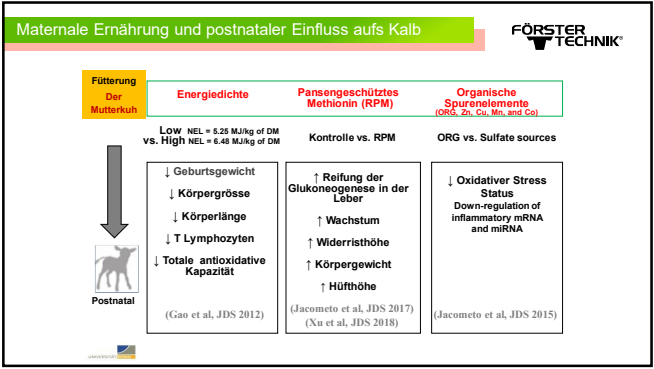 Maternale Ernährung und postnataler Einfluss aufs Kalb
FÖRSTER
TECHNIK®
Fütterung
Der
Mutterkuh
Energiedichte
Pansengeschütztes
Methionin (RPM)
Organische
Spurenelemente
(ORG, Zn, Cu, Mn, and Co)
Low NEL = 5.25 MJ/kg of DM
vs. High NEL = 6.48 MJ/kg of DM
Kontrolle vs. RPM
ORG vs. Sulfate sources
↓ Geburtsgewicht
↓ Körpergrösse
↓ Körperlänge
↓ T Lymphozyten
↓ Totale antioxidative
Kapazität
(Gao et al, JDS 2012)
↑ Reifung der
Glukoneogenese in der
Leber
↑ Wachstum
↑ Widerristhöhe
↑ Körpergewicht
↑ Hüfthöhe
(Jacometo et al, JDS 2017)
(Xu et al, JDS 2018)
↓ Oxidativer Stress
Status
Down-regulation of
inflammatory mRNA
and miRNA
(Jacometo et al, JDS 2015)
Postnatal